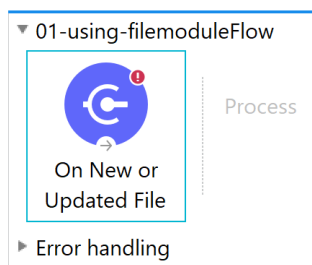 01-using-filemoduleFlow
Process
On New or
Updated File
Error handling